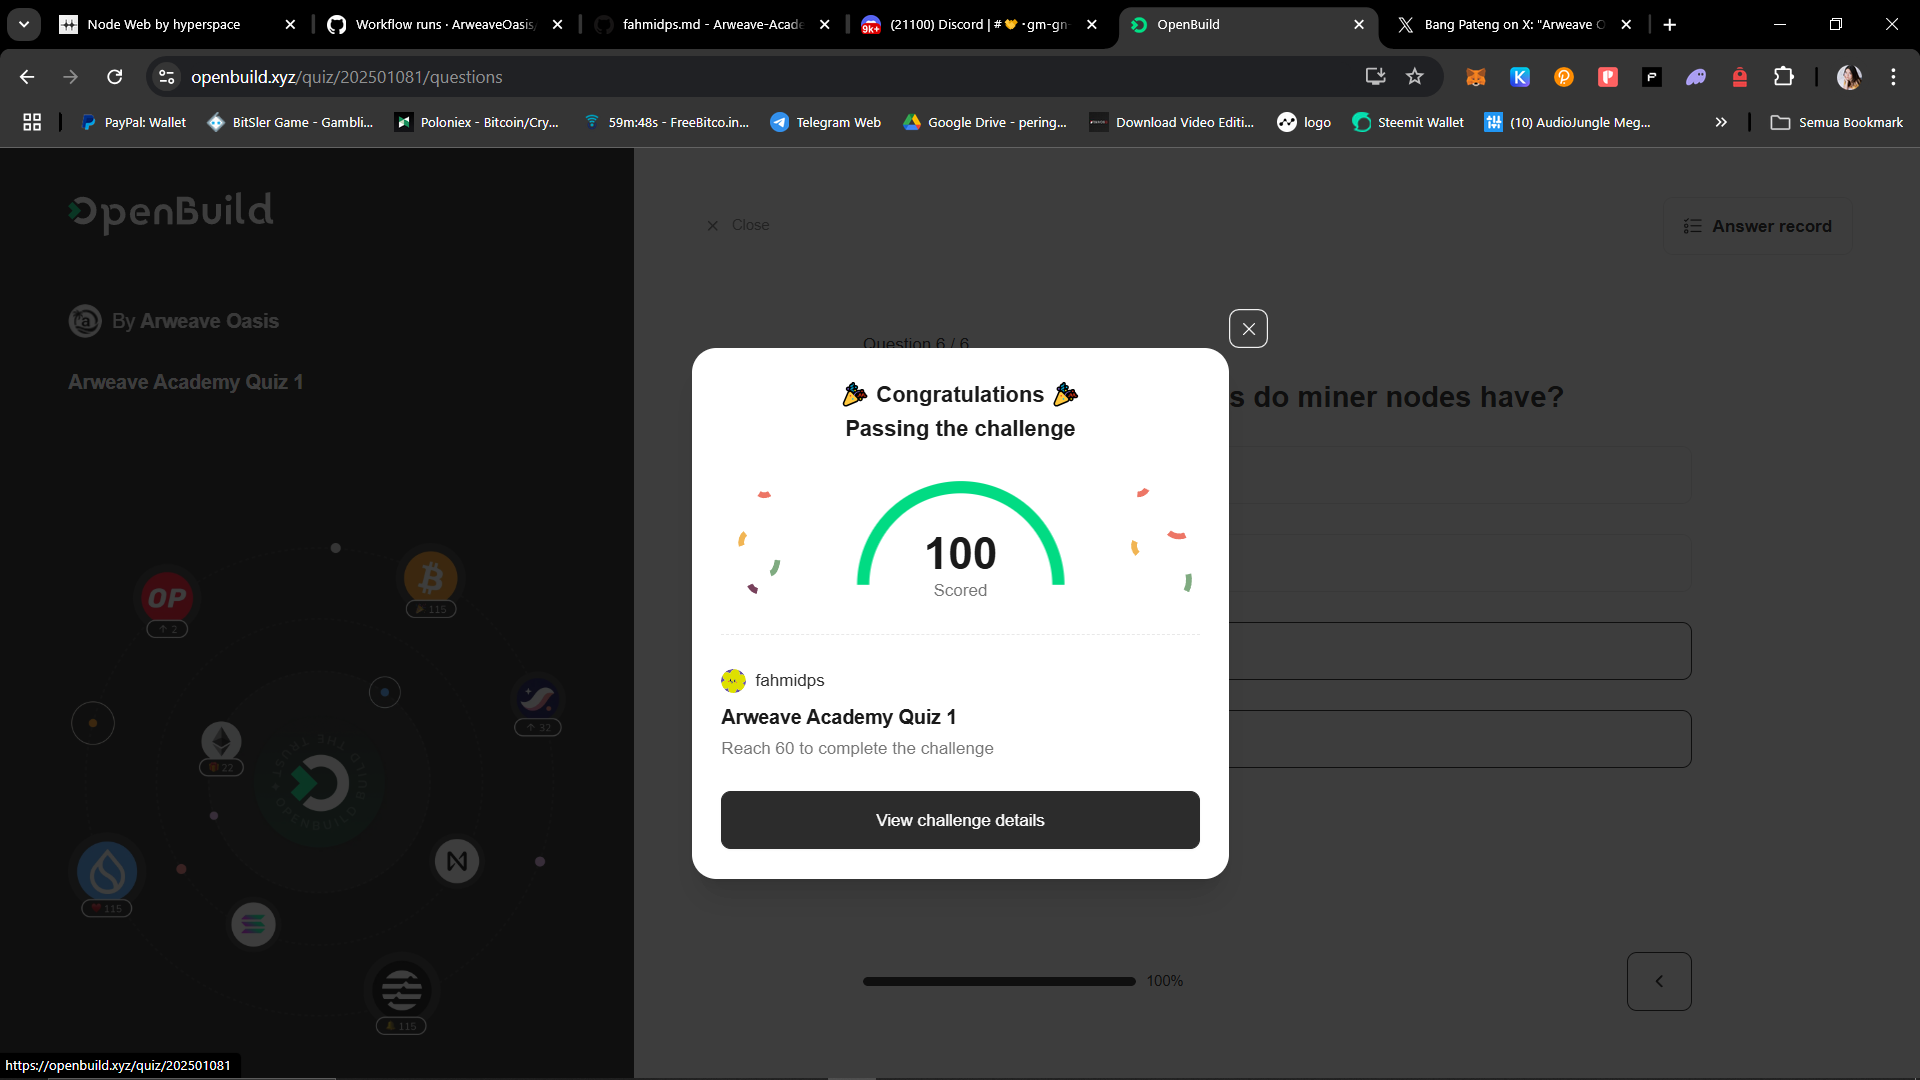 Node Web by hyperspace
Workflow runs · ArweaveOasis
fahmidps.md - Arweave-Acade
9k+
(21100) Discord | # 🧡 · gm-gn-
OpenBuild
Bang Pateng on X: "Arweave O
openbuild.xyz/quiz/202501081/questions
PayPal: Wallet
BitSler Game - Gambli...
Poloniex - Bitcoin/Cry...
59m:48s - FreeBitco.in...
Telegram Web
Google Drive - pering...
Download Video Editi...
logo
Steemit Wallet
(10) AudioJungle Meg...
Semua Bookmark
OpenBuild
By Arweave Oasis
Arweave Academy Quiz 1
OP
2
115
32
22
115
115
Close
Answer record
Question 6 / 6
s do miner nodes have?
🎉 Congratulations 🎉
Passing the challenge
100
Scored
fahmidps
Arweave Academy Quiz 1
Reach 60 to complete the challenge
View challenge details
100%
https://openbuild.xyz/quiz/202501081